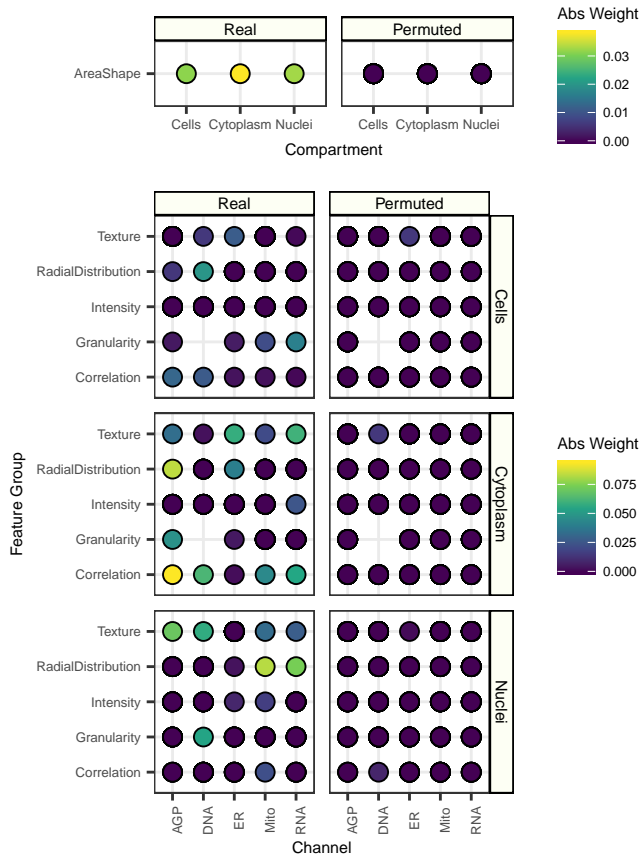 Real
Permuted
AreaShape
Cells
Cytoplasm
Nuclei
Cells
Cytoplasm
Nuclei
Compartment
Abs Weight
0.03
0.02
0.01
0.00
Real
Permuted
Texture
RadialDistribution
Intensity
Granularity
Correlation
Cells
Texture
RadialDistribution
Intensity
Granularity
Correlation
Cytoplasm
Texture
RadialDistribution
Intensity
Granularity
Correlation
Nuclei
Feature Group
AGP
DNA
ER
Mito
RNA
AGP
DNA
ER
Mito
RNA
Channel
Abs Weight
0.075
0.050
0.025
0.000